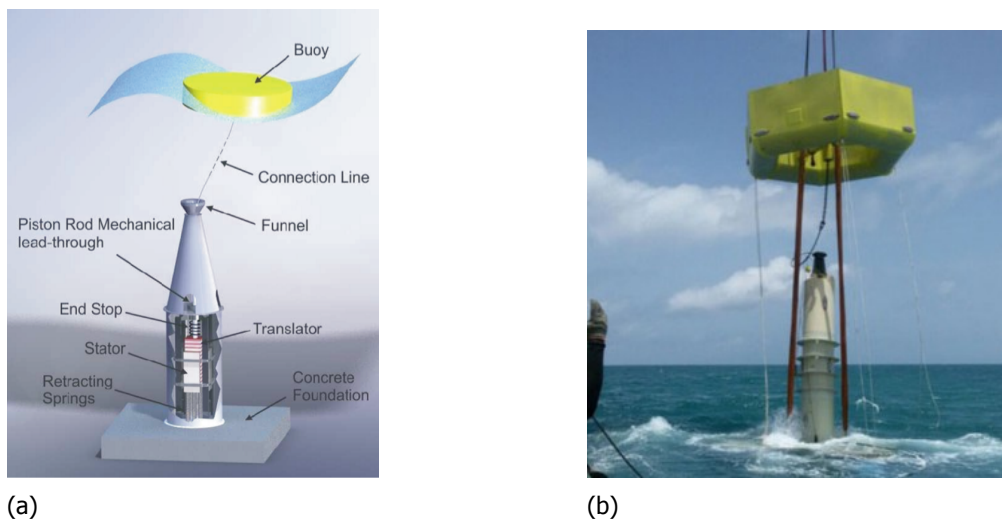 Buoy
Connection Line
Funnel
Piston Rod Mechanical
lead-through
End Stop
Translator
Stator
Retracting
Springs
Concrete
Foundation
(a)
(b)